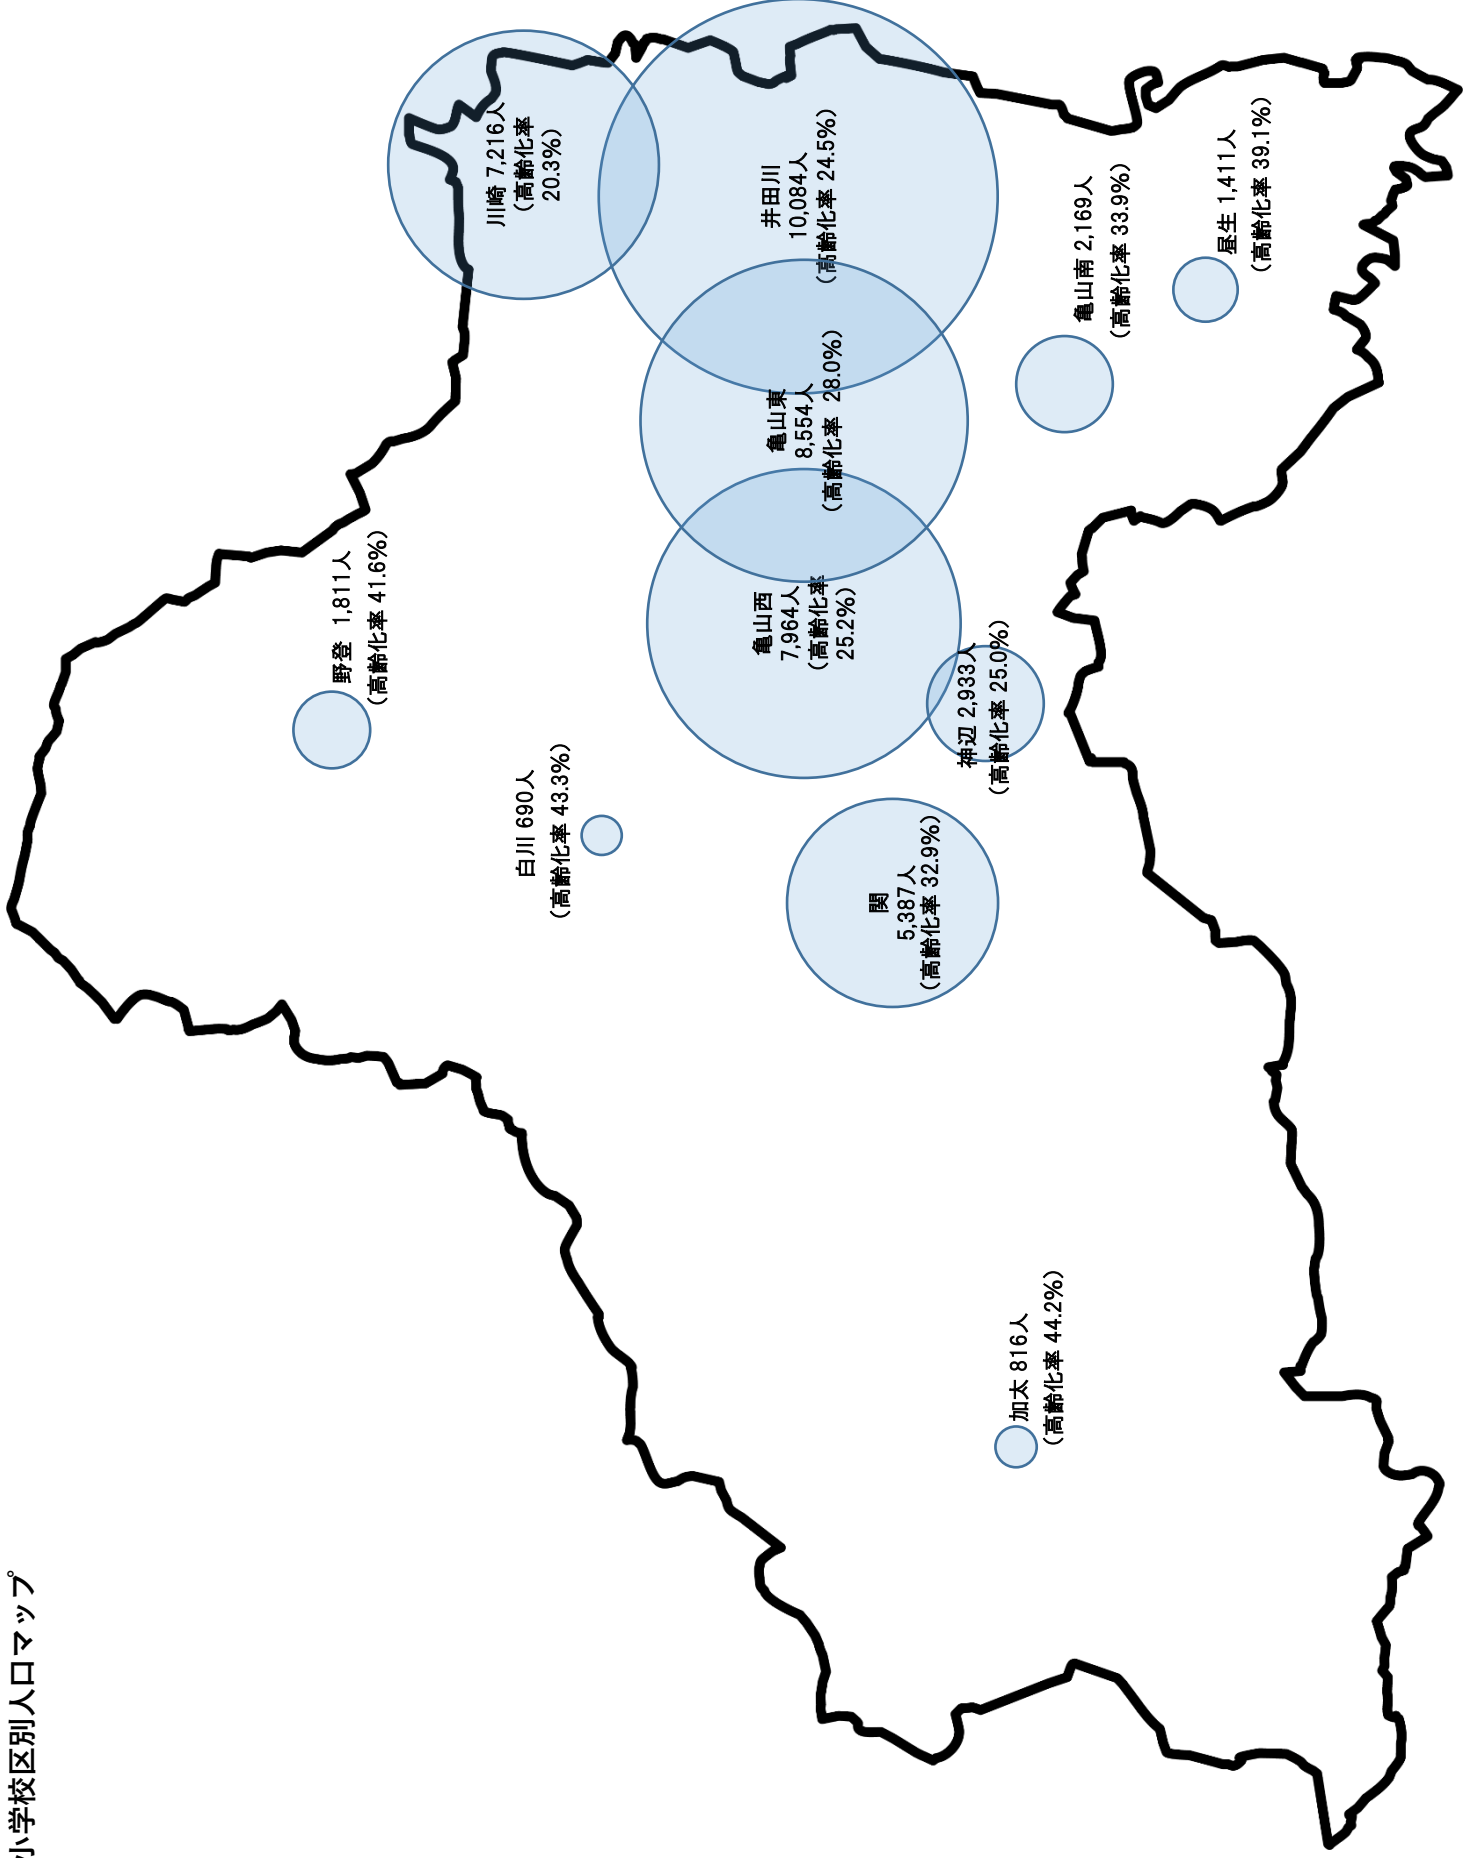 小学校区別人口マップ
野登 1,811人
(高齢化率 41.6%)
白川 690人
(高齢化率 43.3%)
川崎 7,216人
(高齢化率
20.3%)
井田川
10,084人
(高齢化率 24.5%)
亀山東
8,554人
(高齢化率 28.0%)
亀山西
7,964人
(高齢化率
25.2%)
関
5,387人
(高齢化率 32.9%)
神辺 2,933人
(高齢化率 25.0%)
加太 816人
(高齢化率 44.2%)
亀山南 2,169人
(高齢化率 33.9%)
昼生 1,411人
(高齢化率 39.1%)